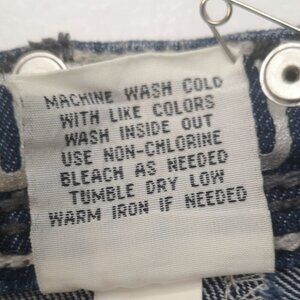 MACHINE WASH COLD
WITH LIKE COLORS
WASH INSIDE OUT
USE NON-CHLORINE
BLEACH AS NEEDED
TUMBLE DRY LOW
WARM IRON IF NEEDED